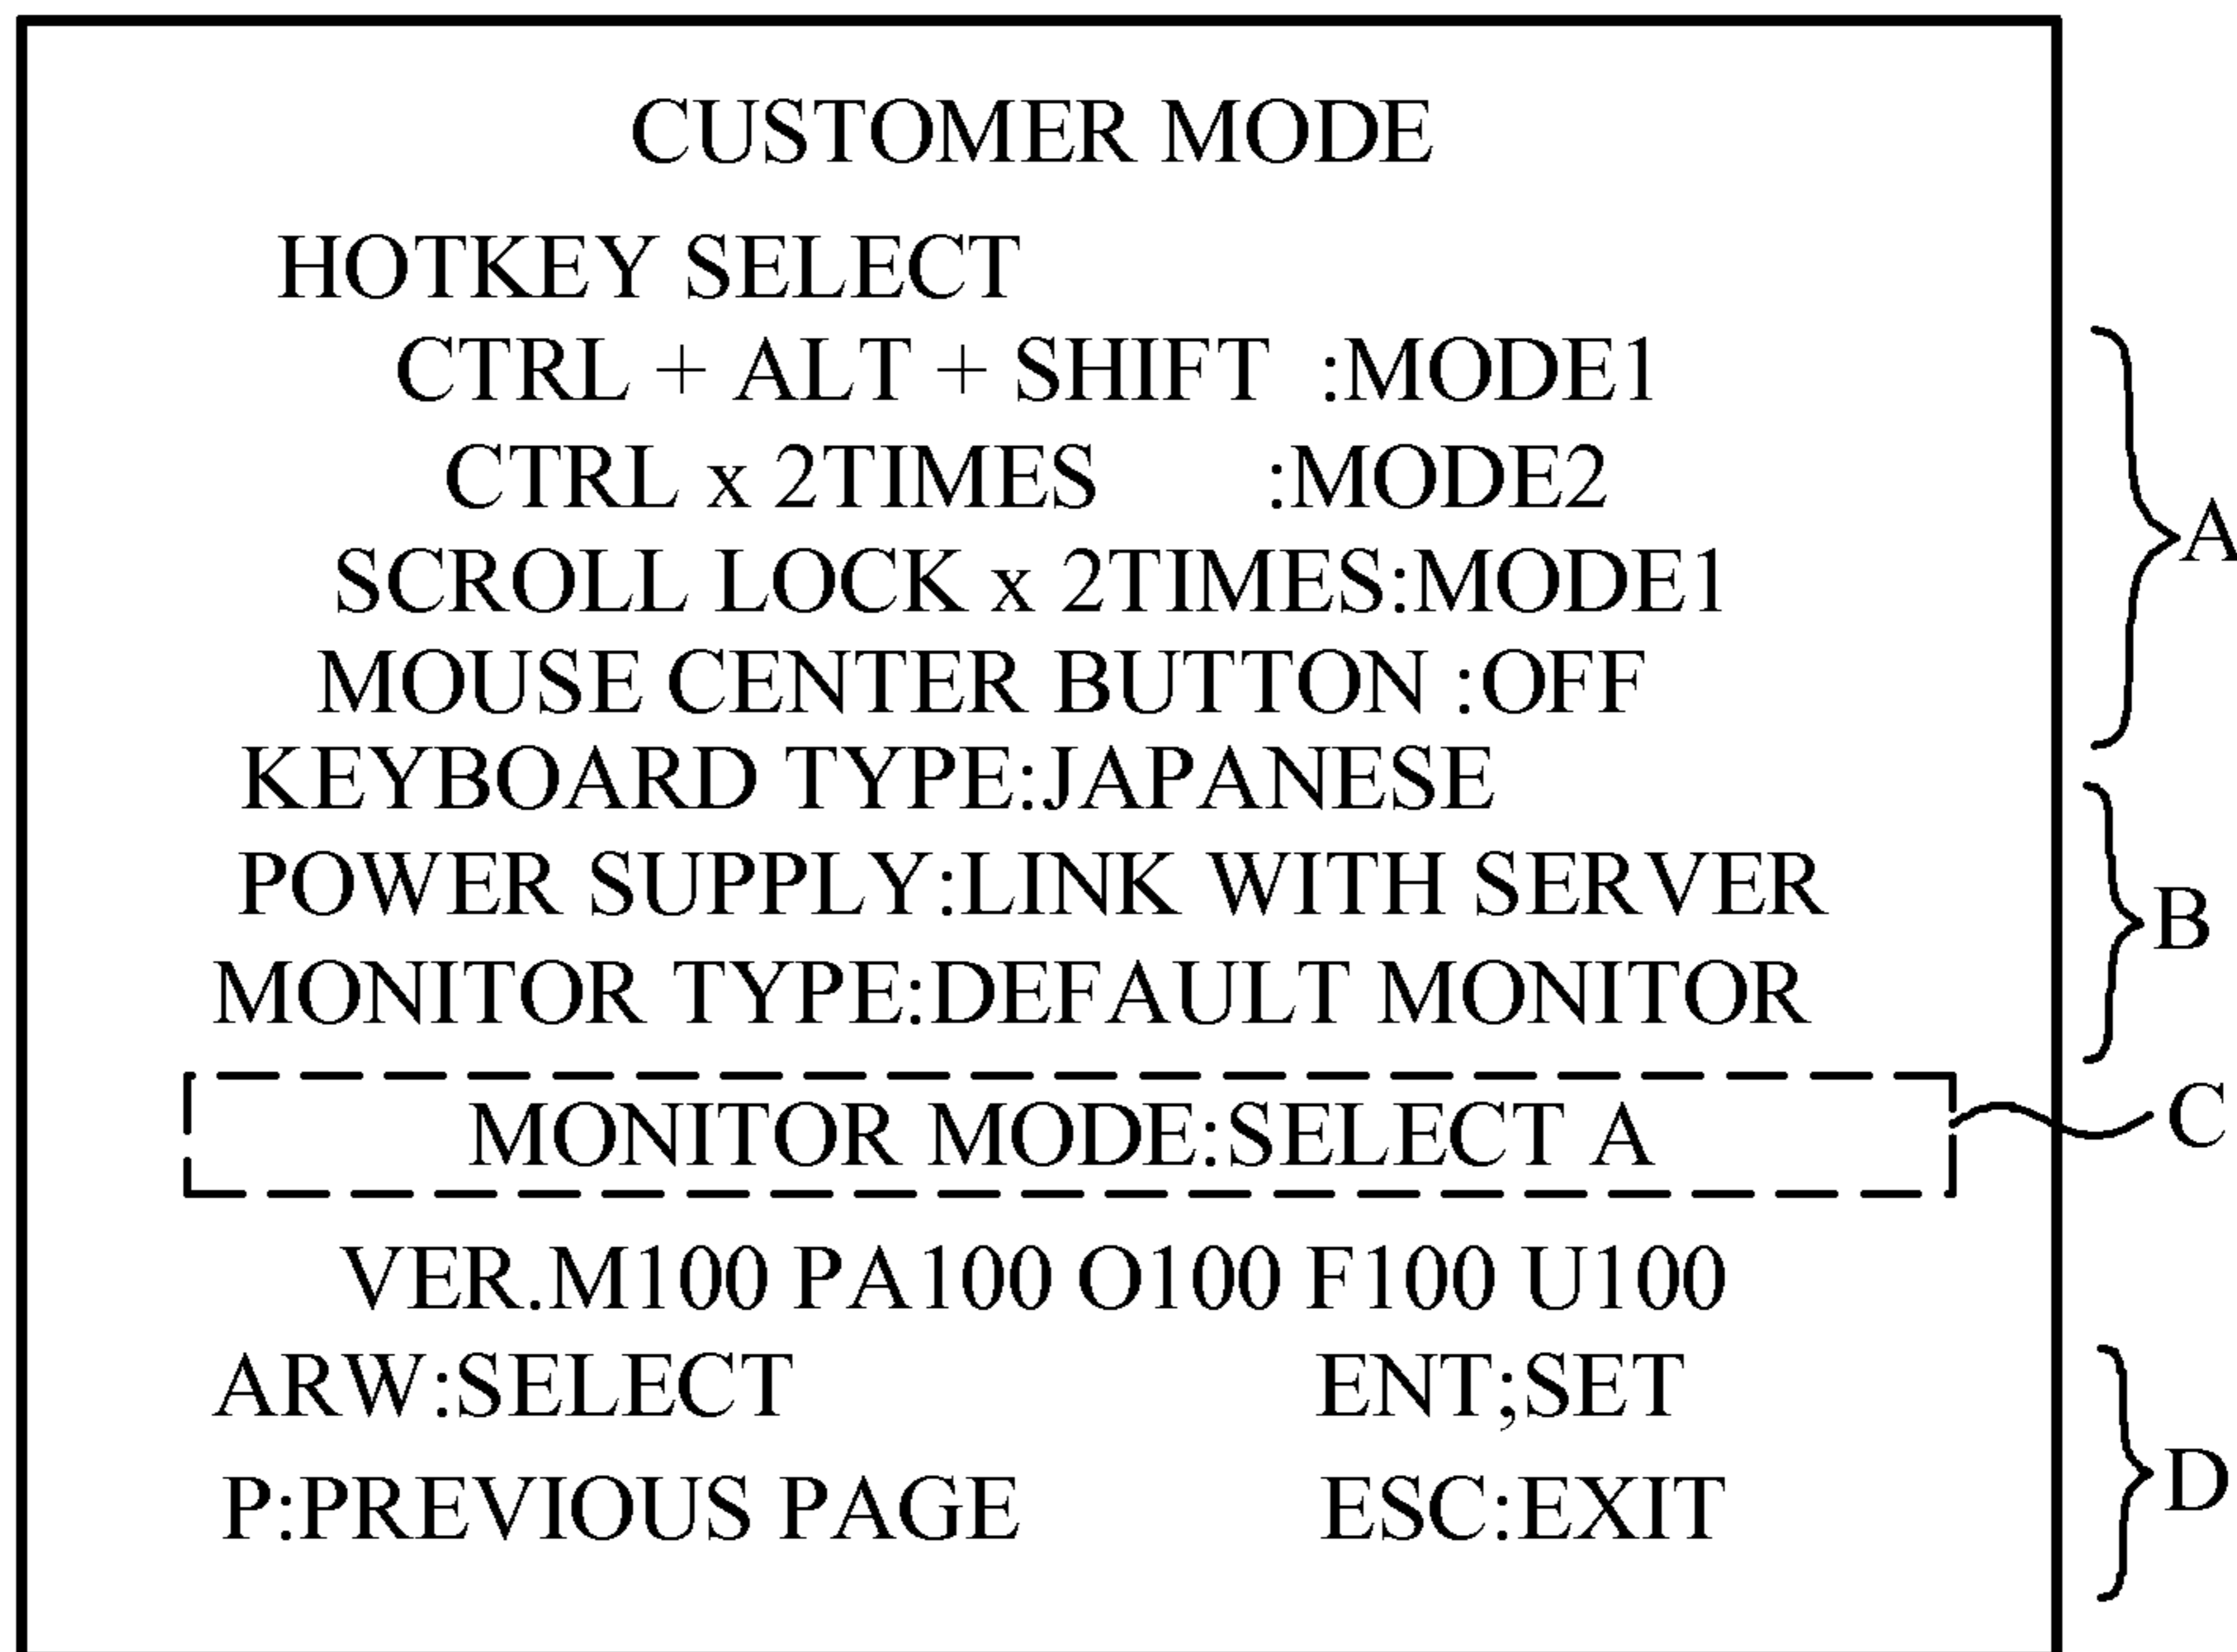 CUSTOMER MODE
HOTKEY SELECT
CTRL + ALT + SHIFT :MODE1
CTRL x 2TIMES :MODE2
SCROLL LOCK x 2TIMES:MODE1
MOUSE CENTER BUTTON :OFF
A
KEYBOARD TYPE:JAPANESE
POWER SUPPLY:LINK WITH SERVER
MONITOR TYPE:DEFAULT MONITOR
B
MONITOR MODE:SELECT A
C
VER.M100 PA100 O100 F100 U100
ARW:SELECT ENT;SET
P:PREVIOUS PAGE ESC:EXIT
D